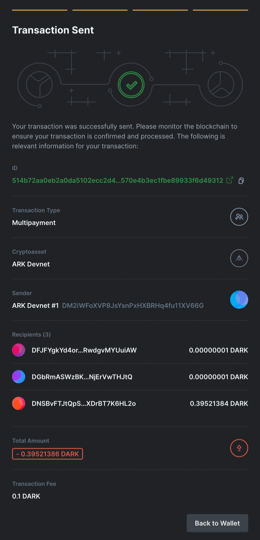 Transaction Sent
Your transaction was successfully sent. Please monitor the blockchain to
ensure your transaction is confirmed and processed. The following is
relevant information for your transaction:
ID
514b72aa0eb2a0da5102ecc2d4...570e4b3ec1fbe89933f6d49312
Transaction Type
Multipayment
Cryptoasset
ARK Devnet
Sender
ARK Devnet #1 DM2iWFoXVP8JsYsnPxHXBRHq4fu11XV66G
Recipients (3)
DFJFYgkYd4or...RwdgvMYUuiAW 0.00000001 DARK
DGbRmASWzBK...NjErVwTHJtQ 0.00000001 DARK
DNSBvFTJtQpS...XDrBT7K6HL2o 0.39521384 DARK
Total Amount
- 0.39521386 DARK
Transaction Fee
0.1 DARK
Back to Wallet